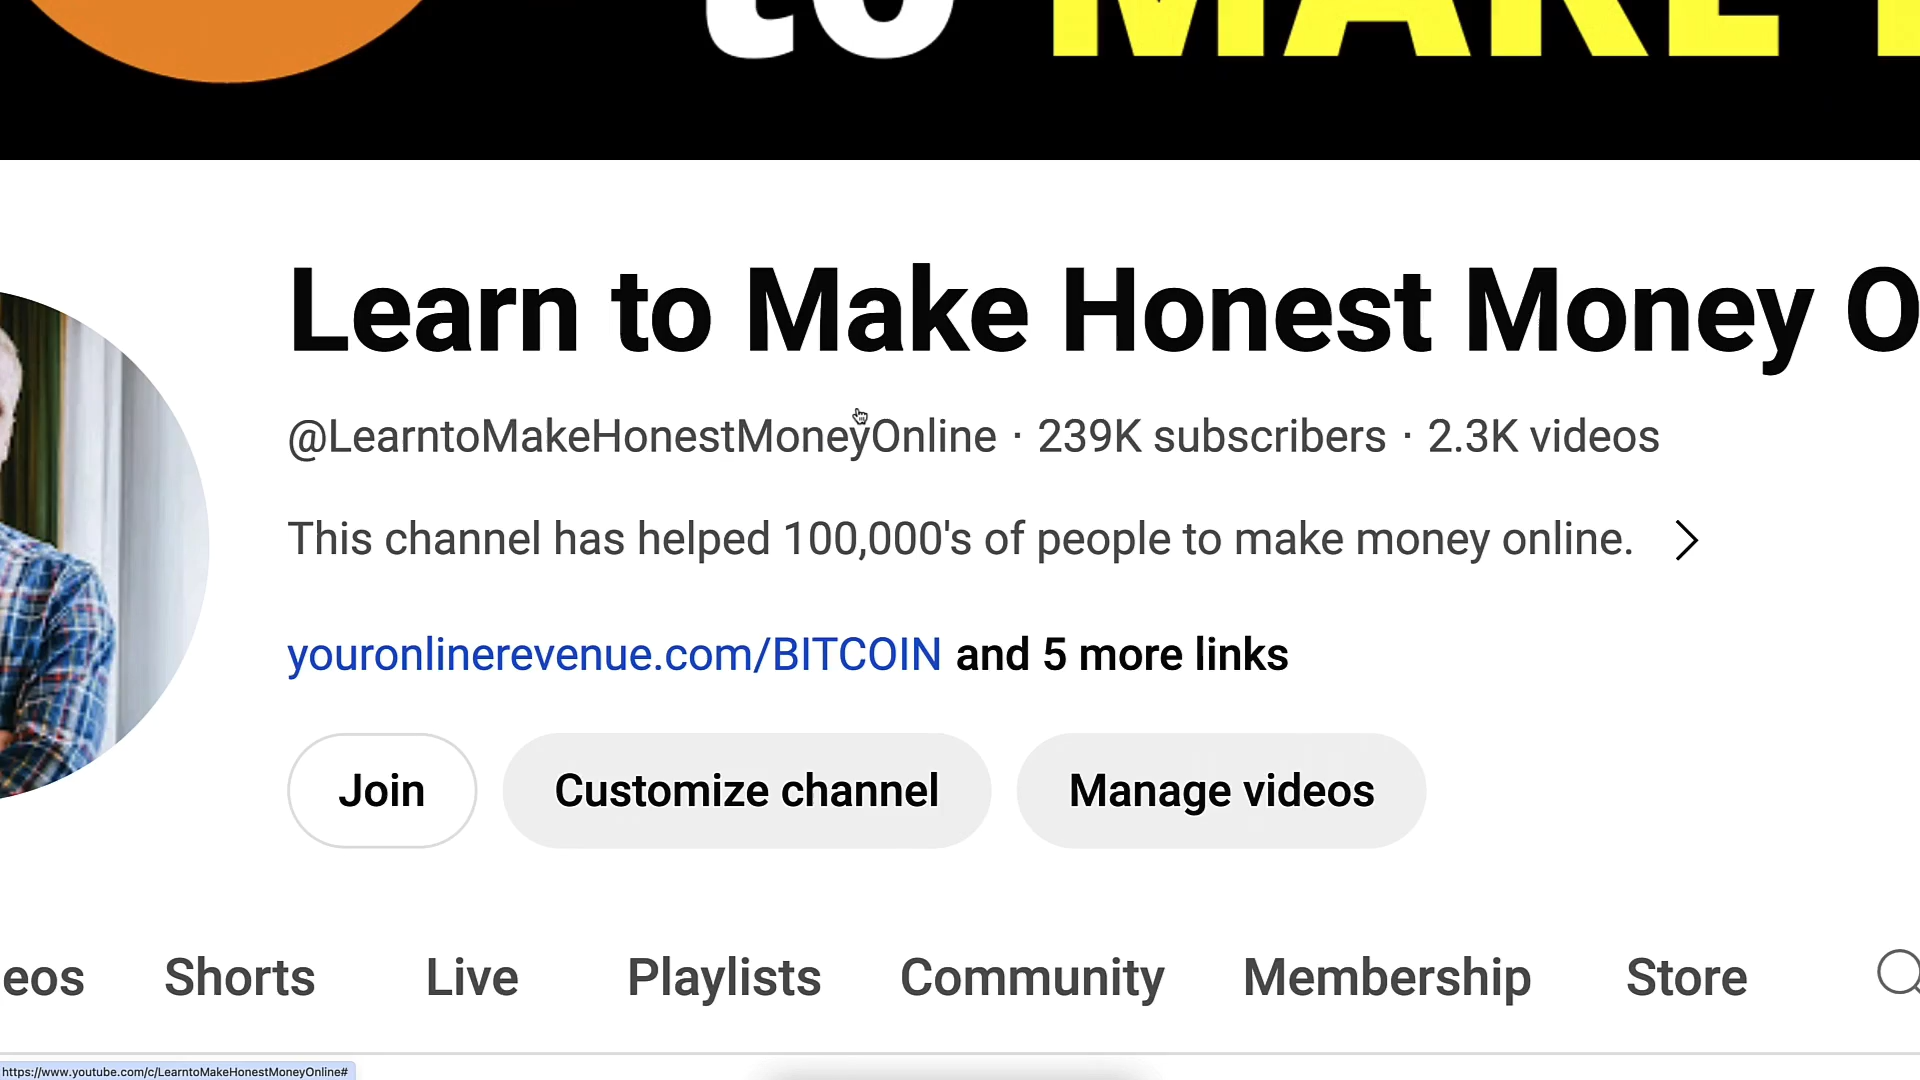 to MAKE
Learn to Make Honest Money O
@LearntoMakeHonestMoneyOnline · 239K subscribers · 2.3K videos
This channel has helped 100,000's of people to make money online.
youronlinerevenue.com/BITCOIN and 5 more links
Join Customize channel Manage videos
eos Shorts Live Playlists Community Membership Store
https://www.youtube.com/c/LearntoMakeHonestMoneyOnline#